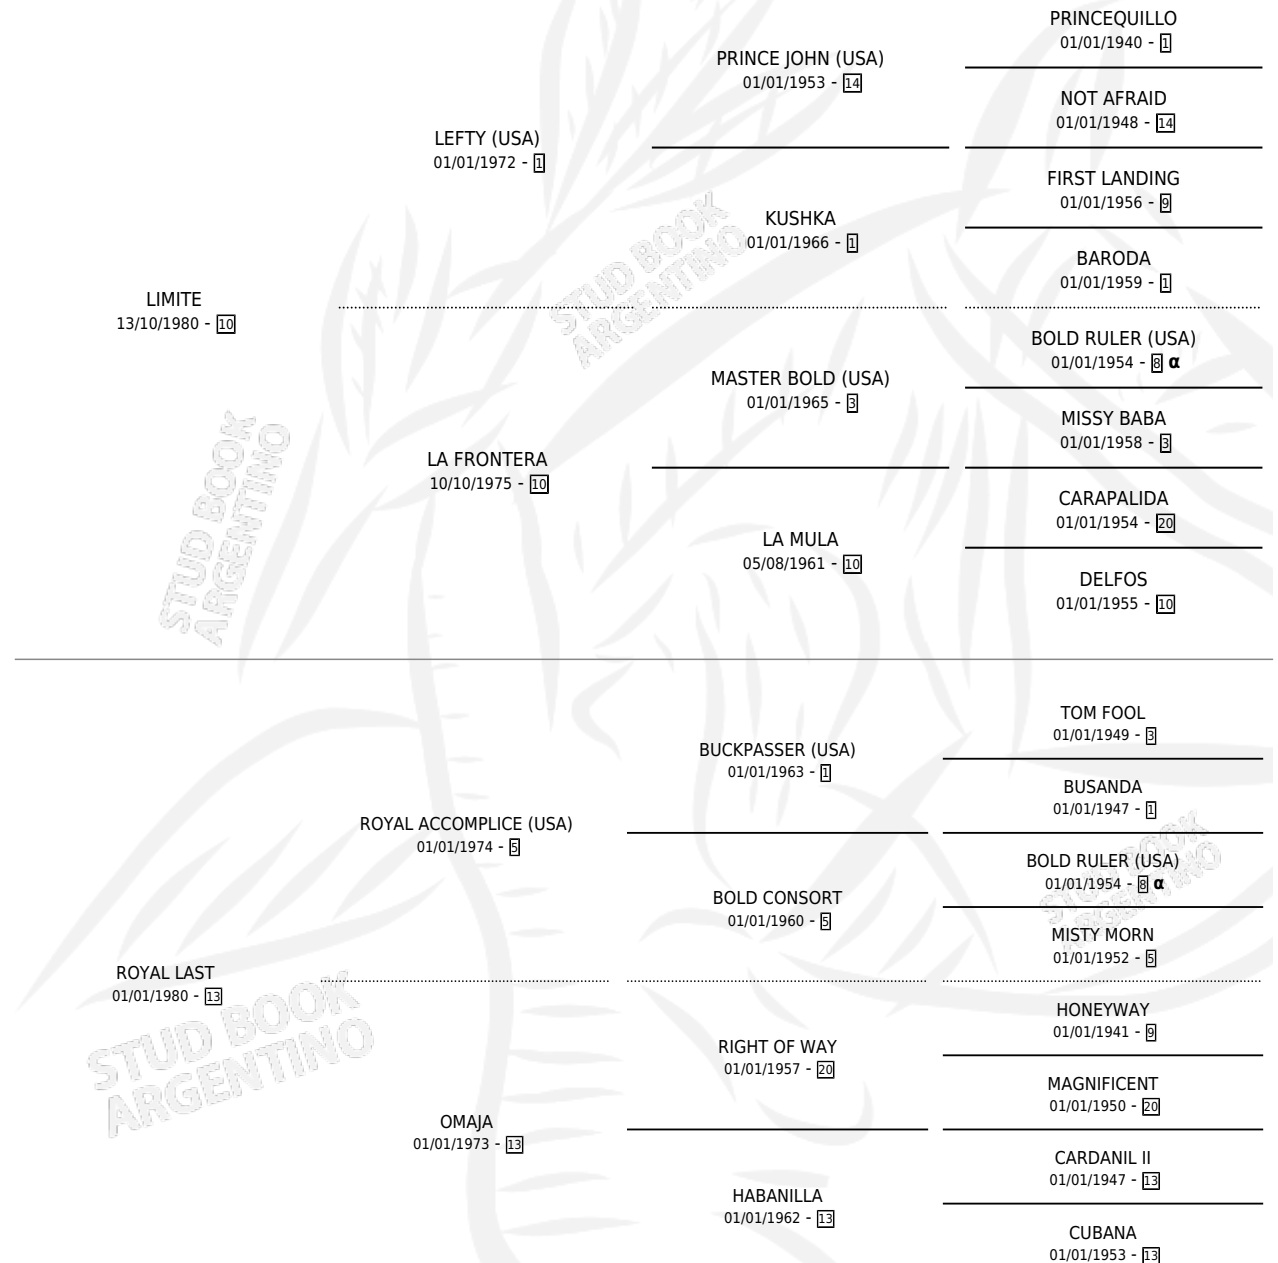 PRINCEQUILLO
01/01/1940 - 1
PRINCE JOHN (USA)
01/01/1953 - 14
NOT AFRAID
01/01/1948 - 14
LEFTY (USA)
01/01/1972 - 1
FIRST LANDING
01/01/1956 - 9
KUSHKA
01/01/1966 - 1
BARODA
01/01/1959 - 1
LIMITE
13/10/1980 - 10
BOLD RULER (USA)
01/01/1954 - 8 α
MASTER BOLD (USA)
01/01/1965 - 3
MISSY BABA
01/01/1958 - 3
LA FRONTERA
10/10/1975 - 10
CARAPALIDA
01/01/1954 - 20
LA MULA
05/08/1961 - 10
DELFOS
01/01/1955 - 10
TOM FOOL
01/01/1949 - 3
BUCKPASSER (USA)
01/01/1963 - 1
BUSANDA
01/01/1947 - 1
ROYAL ACCOMPLICE (USA)
01/01/1974 - 5
BOLD RULER (USA)
01/01/1954 - 8 α
BOLD CONSORT
01/01/1960 - 5
MISTY MORN
01/01/1952 - 5
ROYAL LAST
01/01/1980 - 13
HONEYWAY
01/01/1941 - 9
RIGHT OF WAY
01/01/1957 - 20
MAGNIFICENT
01/01/1950 - 20
OMAJA
01/01/1973 - 13
CARDANIL II
01/01/1947 - 13
HABANILLA
01/01/1962 - 13
CUBANA
01/01/1953 - 13
STUD BOOK
ARGENTINO
STUD BOOK
ARGENTINO
STUD BOOK
ARGENTINO
STUD BOOK
ARGENTINO